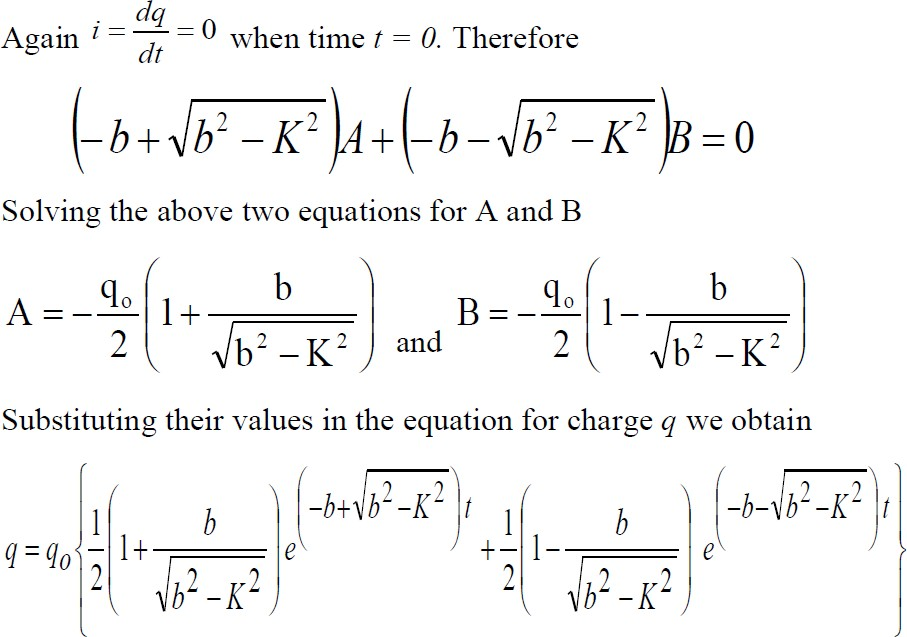 Again i = dq/dt = 0 when time t = 0. Therefore
(-b + √(b² - K²))A + (-b - √(b² - K²))B = 0
Solving the above two equations for A and B
A = -q₀/2 (1 + b/√(b² - K²)) and B = -q₀/2 (1 - b/√(b² - K²))
Substituting their values in the equation for charge q we obtain
q = q₀{1/2 (1 + b/√(b² - K²)) e^(-b+√(b² - K²))t + 1/2 (1 - b/√(b² - K²)) e^(-b-√(b² - K²))t}